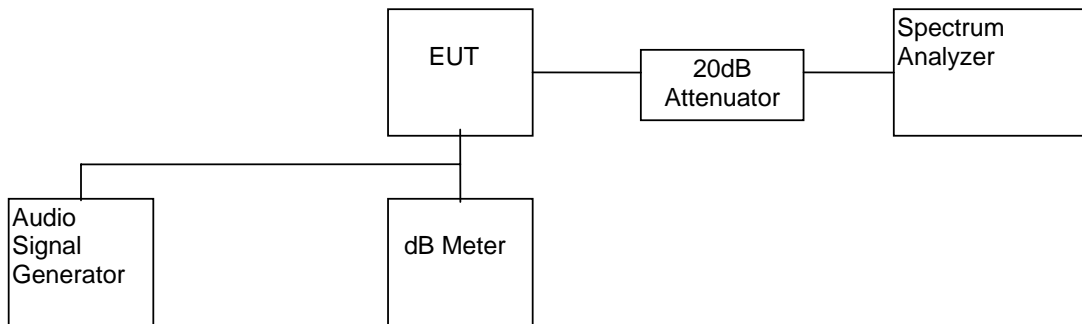 EUT
20dB
Attenuator
Spectrum
Analyzer
Audio
Signal
Generator
dB Meter